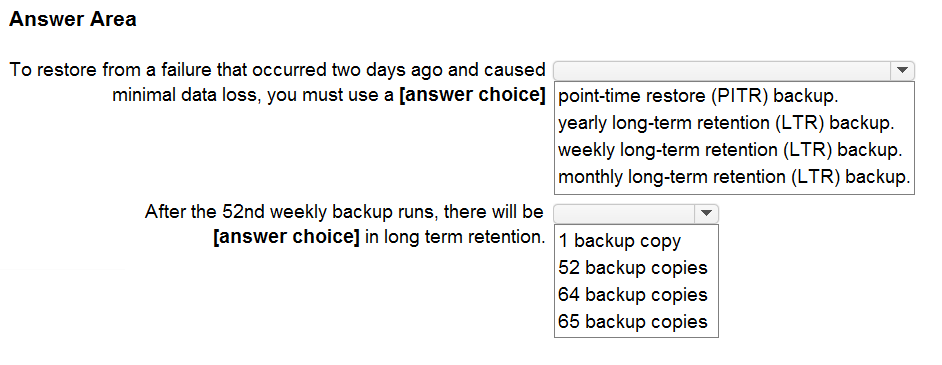 Answer Area
To restore from a failure that occurred two days ago and caused
minimal data loss, you must use a [answer choice]
point-time restore (PITR) backup.
yearly long-term retention (LTR) backup.
weekly long-term retention (LTR) backup.
monthly long-term retention (LTR) backup.
After the 52nd weekly backup runs, there will be
[answer choice] in long term retention.
1 backup copy
52 backup copies
64 backup copies
65 backup copies